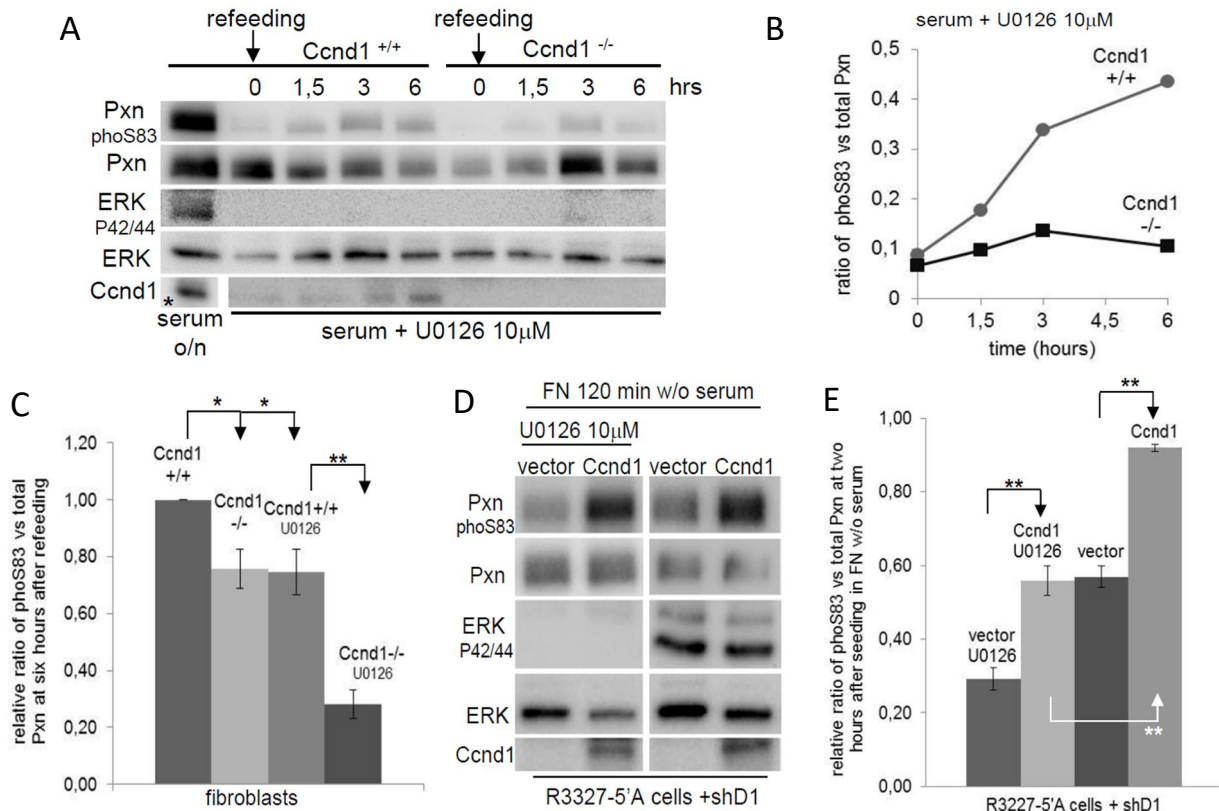 A
refeeding refeeding
Ccnd1 +/+ Ccnd1 -/-
0 1,5 3 6 0 1,5 3 6 hrs
Pxn
phoS83
Pxn
ERK
P42/44
ERK
Ccnd1
*
serum
o/n
serum + U0126 10μM
B
serum + U0126 10μM
ratio of phoS83 vs total Pxn
0,5
0,4
0,3
0,2
0,1
0
Ccnd1
+/+
Ccnd1
-/-
0 1,5 3 4,5 6
time (hours)
C
relative ratio of phoS83 vs total
Pxn at six hours after refeeding
1,20
1,00
0,80
0,60
0,40
0,20
0,00
* * **
Ccnd1
+/+
Ccnd1
-/-
Ccnd1+/+
U0126
Ccnd1-/-
U0126
fibroblasts
D
FN 120 min w/o serum
U0126 10μM
vector Ccnd1 vector Ccnd1
Pxn
phoS83
Pxn
ERK
P42/44
ERK
Ccnd1
R3327-5'A cells +shD1
E
relative ratio of phoS83 vs total Pxn at two
hours after seeding in FN w/o serum
1,00
0,80
0,60
0,40
0,20
0,00
**
**
vector
U0126
Ccnd1
U0126
vector
Ccnd1
**
R3327-5'A cells + shD1